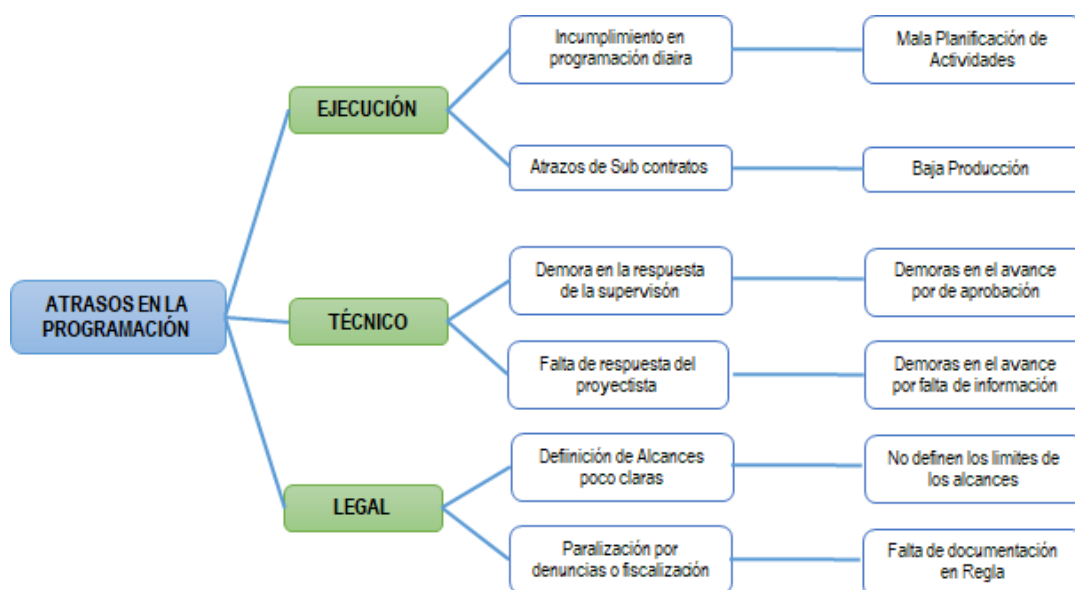 Incumplimiento en
programación diaira
Mala Planificación de
Actividades
EJECUCIÓN
Atrazos de Sub contratos
Baja Producción
ATRASOS EN LA
PROGRAMACIÓN
Demora en la respuesta
de la supervisón
Demoras en el avance
por de aprobación
TÉCNICO
Falta de respuesta del
proyectista
Demoras en el avance
por falta de información
Defiinición de Alcances
poco claras
No definen los limites de
los alcances
LEGAL
Paralización por
denuncias o fiscalización
Falta de documentación
en Regla